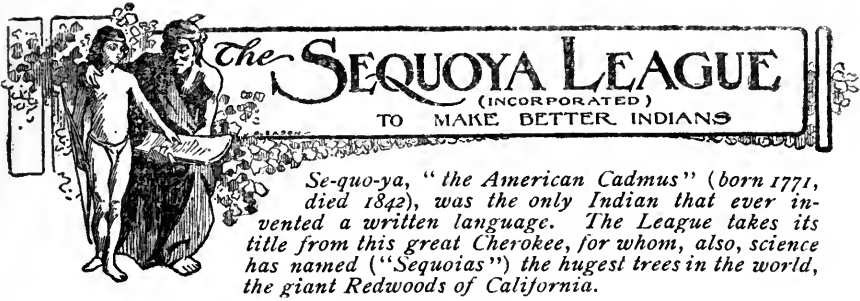 The SEQUOYA LEAGUE
(INCORPORATED)
TO MAKE BETTER INDIANS
Se-quo-ya, "the American Cadmus" (born 1771,
died 1842), was the only Indian that ever in-
vented a written language. The League takes its
title from this great Cherokee, for whom, also, science
has named ("Sequoias") the hugest trees in the world,
the giant Redwoods of California.